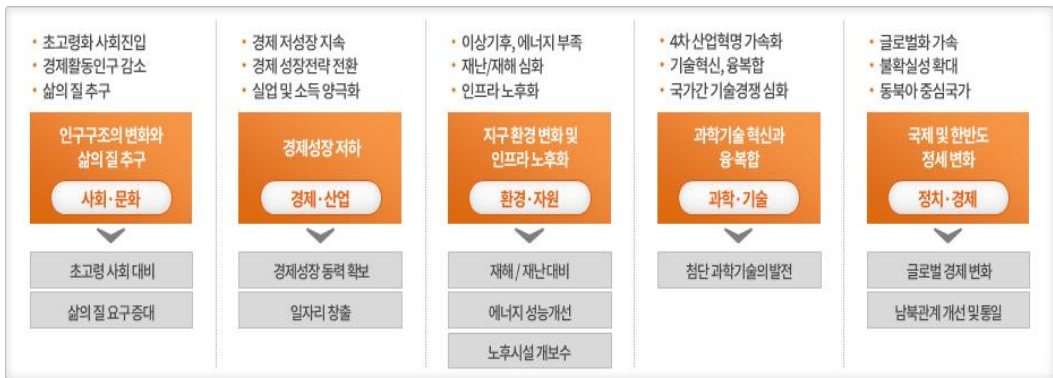 • 초고령화 사회진입
• 경제활동인구 감소
• 삶의 질 추구
인구구조의 변화와
삶의 질 추구
사회·문화
초고령 사회 대비
삶의 질 요구증대
• 경제 저성장 지속
• 경제 성장전략 전환
• 실업 및 소득 양극화
경제성장 저하
경제·산업
경제성장 동력 확보
일자리 창출
• 이상기후, 에너지 부족
• 재난/재해 심화
• 인프라 노후화
지구 환경 변화 및
인프라 노후화
환경·자원
재해 / 재난대비
에너지 성능개선
노후시설 개보수
• 4차 산업혁명 가속화
• 기술혁신, 융복합
• 국가간 기술경쟁 심화
과학기술 혁신과
융·복합
과학·기술
첨단 과학기술의 발전
• 글로벌화 가속
• 불확실성 확대
• 동북아 중심국가
국제 및 한반도
정세 변화
정치·경제
글로벌 경제 변화
남북관계 개선 및 통일